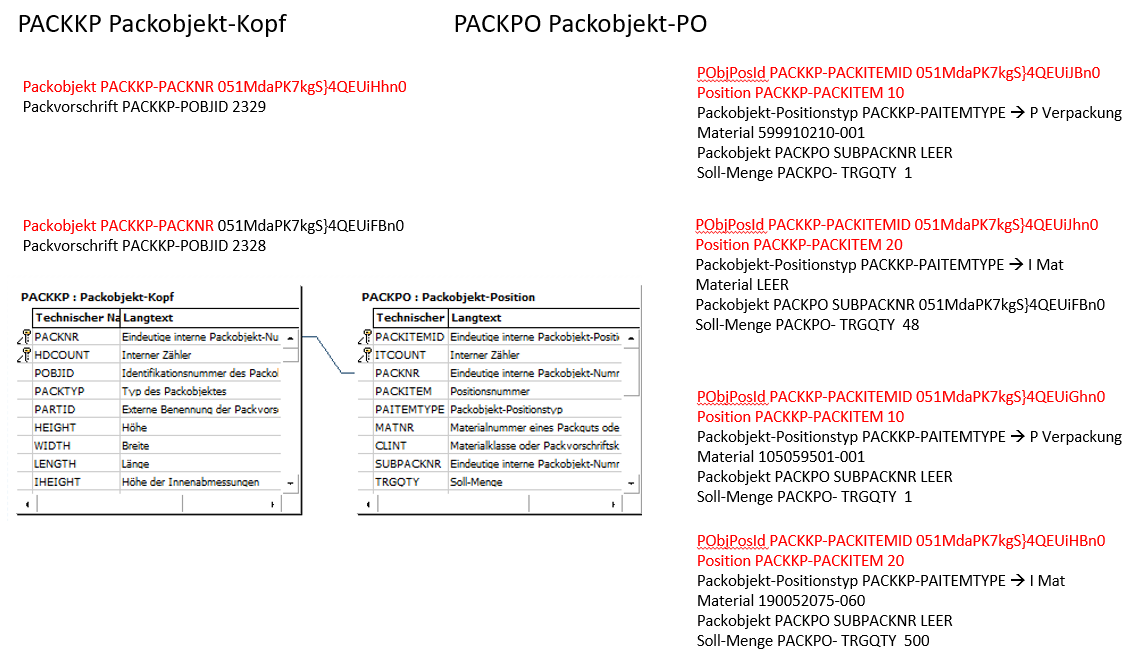 PACKKP Packobjekt-Kopf
PACKPO Packobjekt-PO
Packobjekt PACKKP-PACKNR 051MdaPK7kgS}4QEUiHhn0
Packvorschrift PACKKP-POBJID 2329
Packobjekt PACKKP-PACKNR 051MdaPK7kgS}4QEUiFBn0
Packvorschrift PACKKP-POBJID 2328
PACKKP : Packobjekt-Kopf
Technischer Na Langtext
PACKNR Eindeutige interne Packobjekt-Nu
HDCOUNT Interner Zähler
POBJID Identifikationsnummer des Packo
PACKTYP Typ des Packobjektes
PARTID Externe Benennung der Packvors
HEIGHT Höhe
WIDTH Breite
LENGTH Länge
IHEIGHT Höhe der Innenabmessungen
PACKPO : Packobjekt-Position
Technischer Langtext
PACKITEMID Eindeutige interne Packobjekt-Positi
ITCOUNT Interner Zähler
PACKNR Eindeutige interne Packobjekt-Numr
PACKITEM Positionsnummer
PAITEMTYPE Packobjekt-Positionstyp
MATNR Materialnummer eines Packguts ode
CLINT Materialklasse oder Packvorschriftsk
SUBPACKNR Eindeutige interne Packobjekt-Numr
TRGQTY Soll-Menge
PObjPosId PACKKP-PACKITEMID 051MdaPK7kgS}4QEUiJBn0
Position PACKKP-PACKITEM 10
Packobjekt-Positionstyp PACKKP-PAITEMTYPE → P Verpackung
Material 599910210-001
Packobjekt PACKPO SUBPACKNR LEER
Soll-Menge PACKPO- TRGQTY 1
PObjPosId PACKKP-PACKITEMID 051MdaPK7kgS}4QEUiJhn0
Position PACKKP-PACKITEM 20
Packobjekt-Positionstyp PACKKP-PAITEMTYPE → I Mat
Material LEER
Packobjekt PACKPO SUBPACKNR 051MdaPK7kgS}4QEUiFBn0
Soll-Menge PACKPO- TRGQTY 48
PObjPosId PACKKP-PACKITEMID 051MdaPK7kgS}4QEUiGhn0
Position PACKKP-PACKITEM 10
Packobjekt-Positionstyp PACKKP-PAITEMTYPE → P Verpackung
Material 105059501-001
Packobjekt PACKPO SUBPACKNR LEER
Soll-Menge PACKPO- TRGQTY 1
PObjPosId PACKKP-PACKITEMID 051MdaPK7kgS}4QEUiHBn0
Position PACKKP-PACKITEM 20
Packobjekt-Positionstyp PACKKP-PAITEMTYPE → I Mat
Material 190052075-060
Packobjekt PACKPO SUBPACKNR LEER
Soll-Menge PACKPO- TRGQTY 500